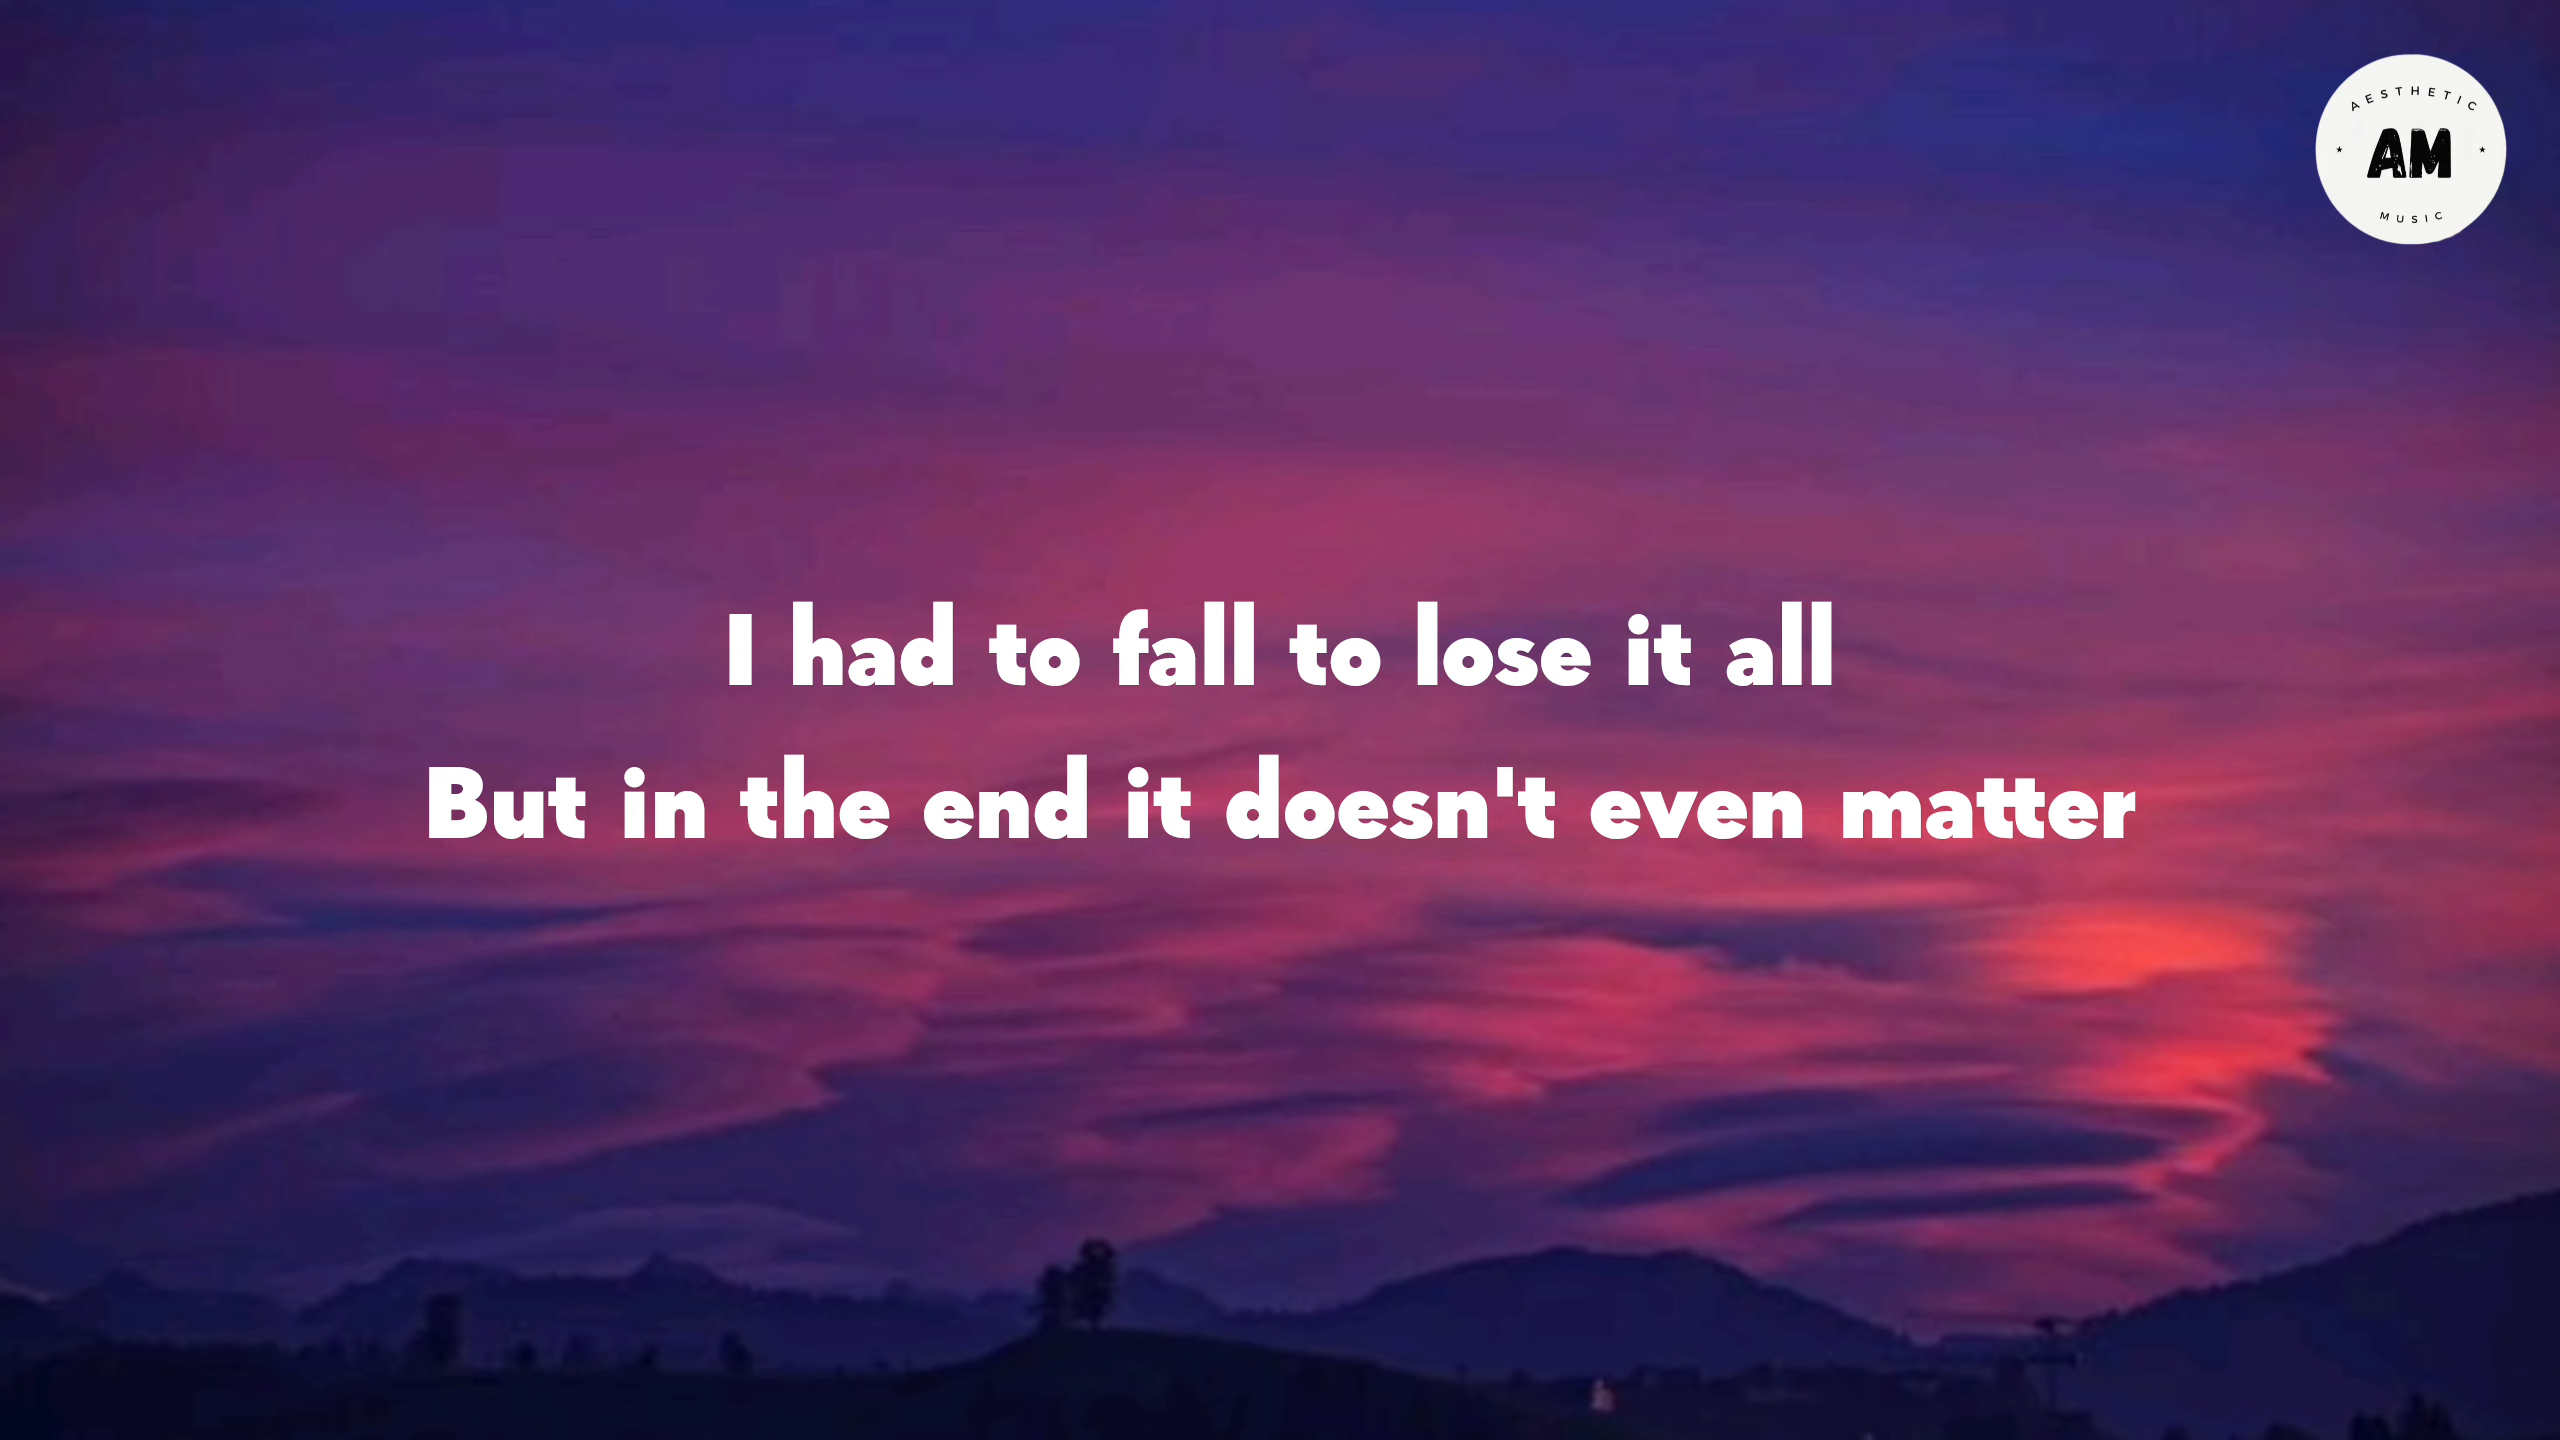 AESTHETIC
AM
MUSIC
I had to fall to lose it all
But in the end it doesn't even matter